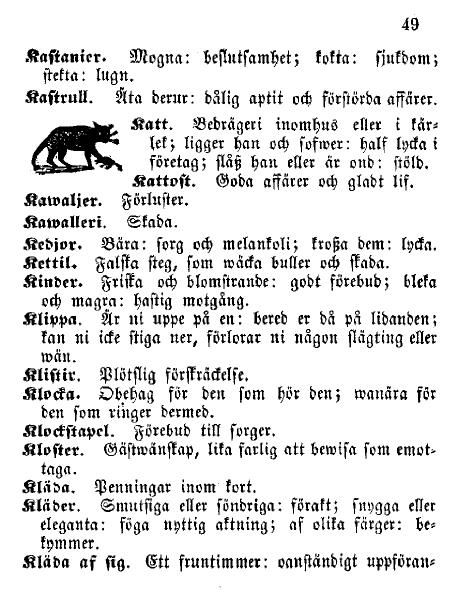 49
Kastanier. Mogna: beslutsamhet; kokta: sjukdom;
stekta: lugn.
Kastrull. Äta derur: dålig aptit och förstörda affärer.
Katt. Bedrägeri inomhus eller i kär-
lek; ligger han och sofwer: half lycka i
företag; slåß han eller är ond: stöld.
Kattost. Goda affärer och gladt lif.
Kawaljer. Förluster.
Kawalleri. Skada.
Kedjor. Bära: sorg och melankoli; kroßa dem: lycka.
Kettil. Falska steg, som wäcka buller och skada.
Kinder. Friska och blomstrande: godt förebud; bleka
och magra: hastig motgång.
Klippa. Är ni uppe på en: bered er då på lidanden;
kan ni icke stiga ner, förlorar ni någon slägting eller
wän.
Klistir. Plötslig förskräckelse.
Klocka. Obehag för den som hör den; wanära för
den som ringer dermed.
Klockstapel. Förebud till sorger.
Kloster. Gästwänskap, lika farlig att bewisa som emot-
taga.
Kläda. Penningar inom kort.
Kläder. Smutsiga eller söndriga: förakt; snygga eller
eleganta: föga nyttig aktning; af olika färger: be-
kymmer.
Kläda af sig. Ett fruntimmer: oanständigt uppföran-